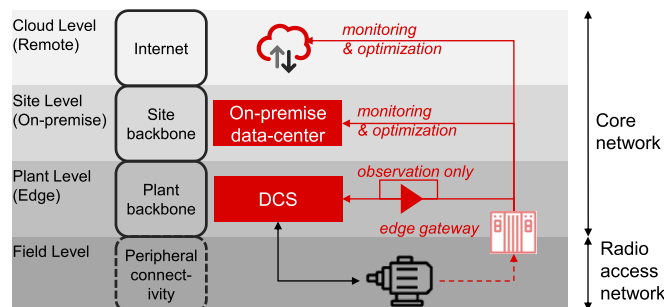 Cloud Level
(Remote)
Internet
monitoring
& optimization
Site Level
(On-premise)
Site
backbone
On-premise
data-center
monitoring
& optimization
Core
network
Plant Level
(Edge)
Plant
backbone
DCS
observation only
edge gateway
Field Level
Peripheral
connect-
ivity
Radio
access
network